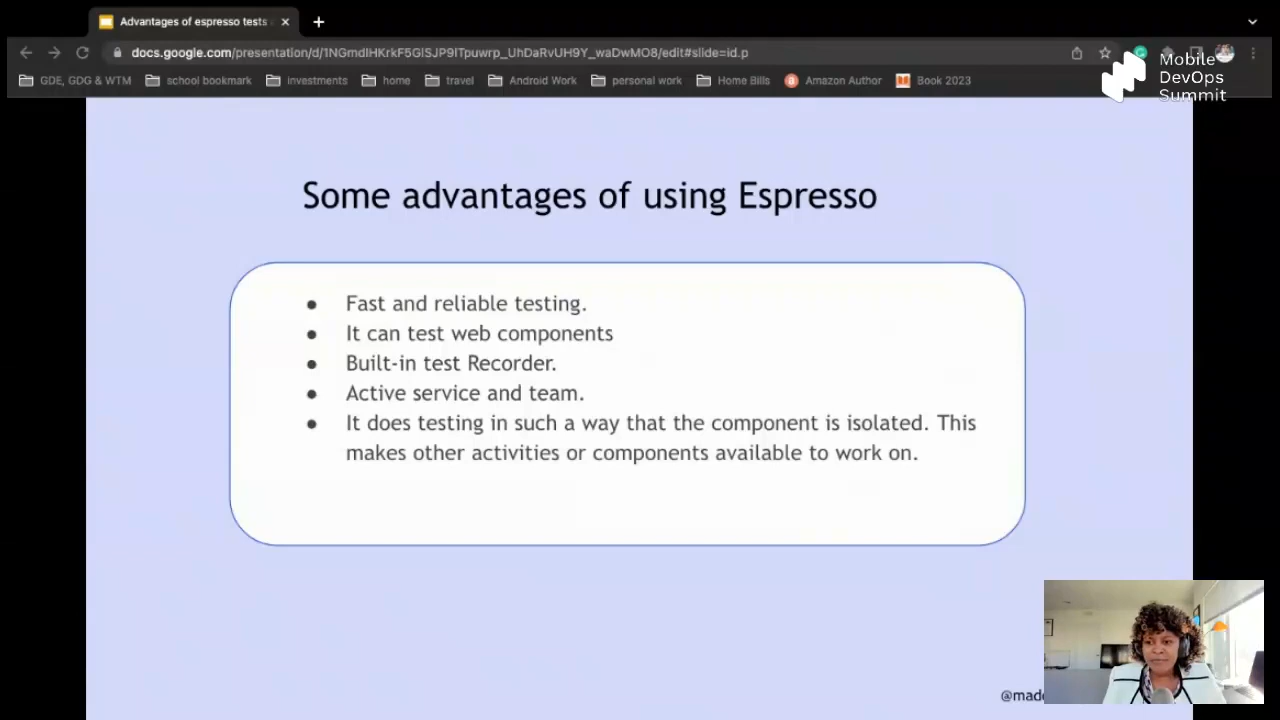 Advantages of espresso tests
docs.google.com/presentation/d/1NGmdIHKrkF5GlSJP9lTpuwrp_UhDaRvUH9Y_waDwMO8/edit#slide=id.p
GDE, GDG & WTM
school bookmark
investments
home
travel
Android Work
personal work
Home Bills
Amazon Author
Book 2023
Mobile
DevOps
Summit
Some advantages of using Espresso
● Fast and reliable testing.
● It can test web components
● Built-in test Recorder.
● Active service and team.
● It does testing in such a way that the component is isolated. This
makes other activities or components available to work on.
@made